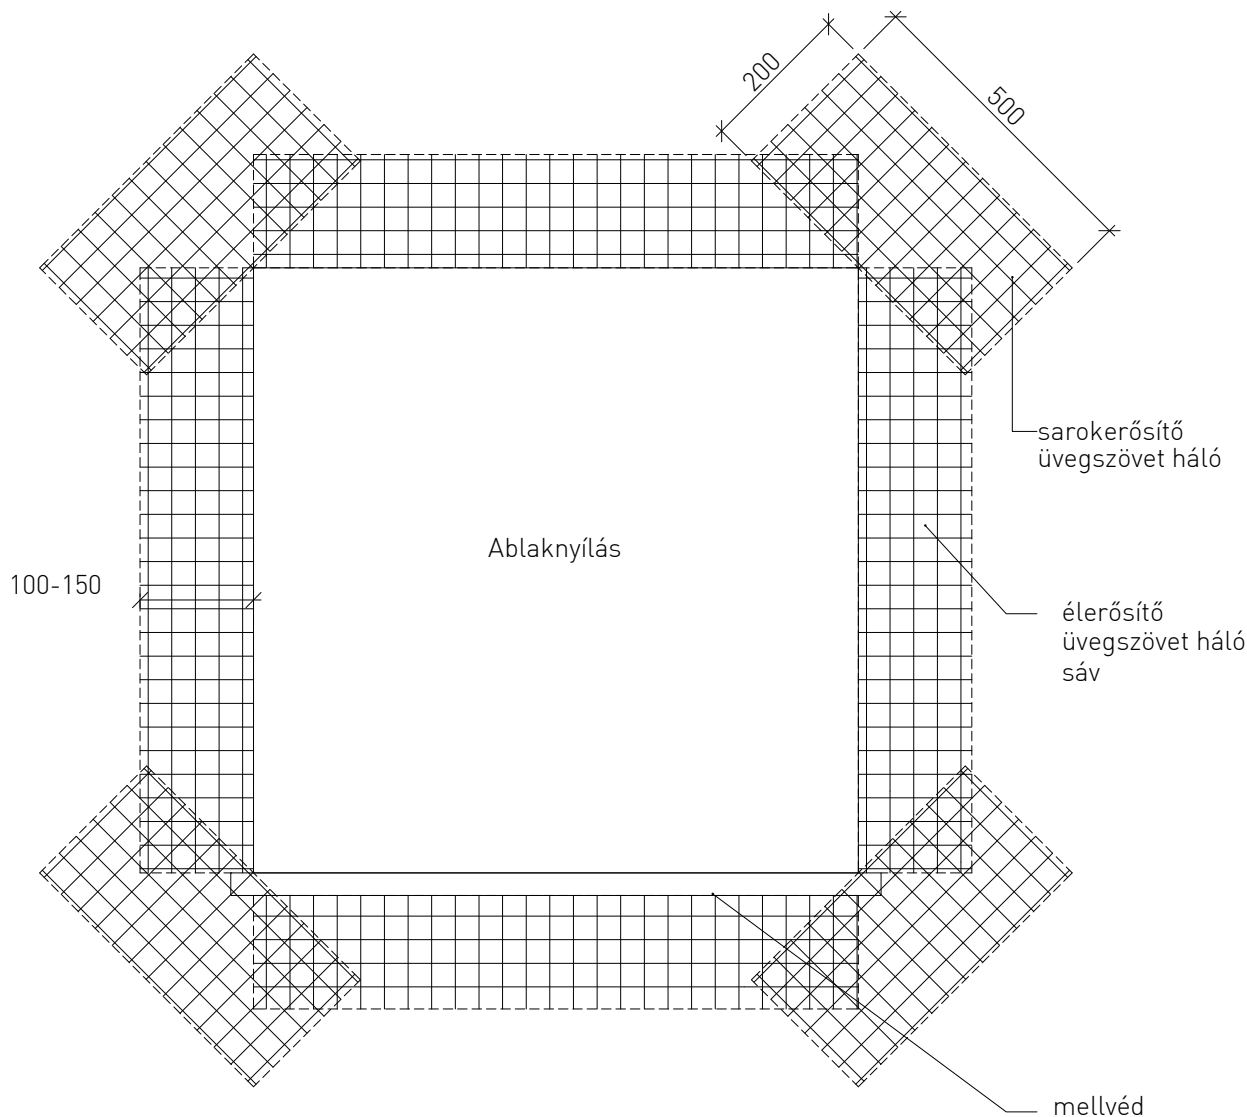 200
500
sarokerősítő
üvegszövet háló
Ablaknyílás
100-150
élerősítő
üvegszövet háló
sáv
mellvéd